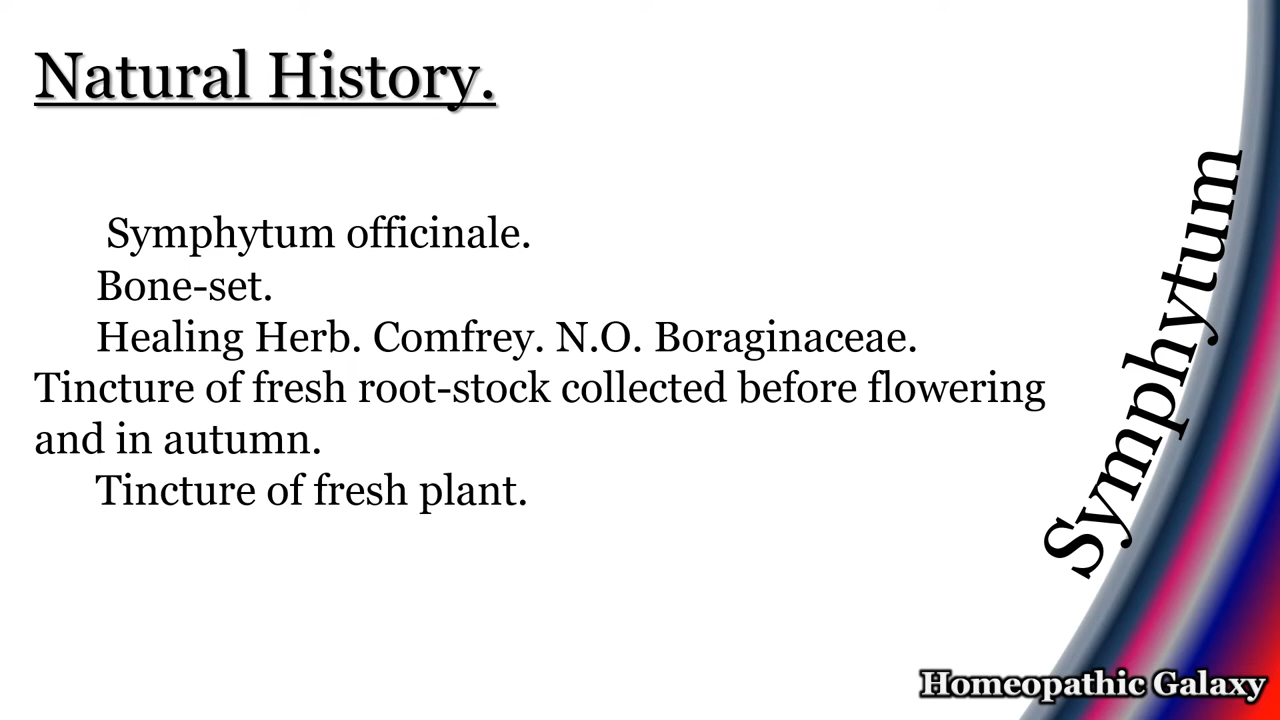 Natural History.
Symphytum officinale.
Bone-set.
Healing Herb. Comfrey. N.O. Boraginaceae.
Tincture of fresh root-stock collected before flowering
and in autumn.
Tincture of fresh plant.
Symphytum
Homeopathic Galaxy